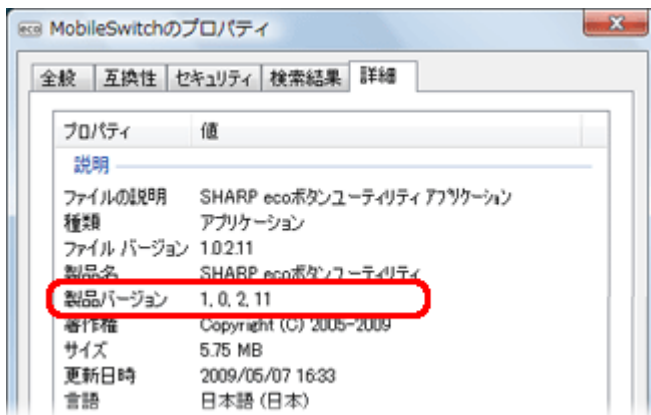 eco MobileSwitchのプロパティ
全般 互換性 セキュリティ 検索結果 詳細
プロパティ 値
説明
ファイルの説明 SHARP ecoボタンユーティリティ アプリケーション
種類 アプリケーション
ファイル バージョン 1.0.2.11
製品名 SHARP ecoボタンユーティリティ
製品バージョン 1, 0, 2, 11
著作権 Copyright (C) 2005-2009
サイズ 5.75 MB
更新日時 2009/05/07 16:33
言語 日本語 (日本)